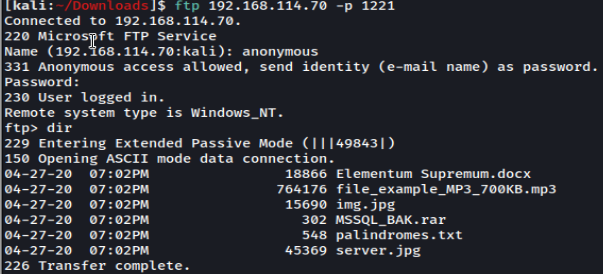 [kali:~/Downloads]$ ftp 192.168.114.70 -p 1221
Connected to 192.168.114.70.
220 Microsoft FTP Service
Name (192.168.114.70:kali): anonymous
331 Anonymous access allowed, send identity (e-mail name) as password.
Password:
230 User logged in.
Remote system type is Windows_NT.
ftp> dir
229 Entering Extended Passive Mode (|||49843|)
150 Opening ASCII mode data connection.
04-27-20  07:02PM                18866 Elementum Supremum.docx
04-27-20  07:02PM               764176 file_example_MP3_700KB.mp3
04-27-20  07:02PM                15690 img.jpg
04-27-20  07:02PM                  302 MSSQL_BAK.rar
04-27-20  07:02PM                  548 palindromes.txt
04-27-20  07:02PM                45369 server.jpg
226 Transfer complete.